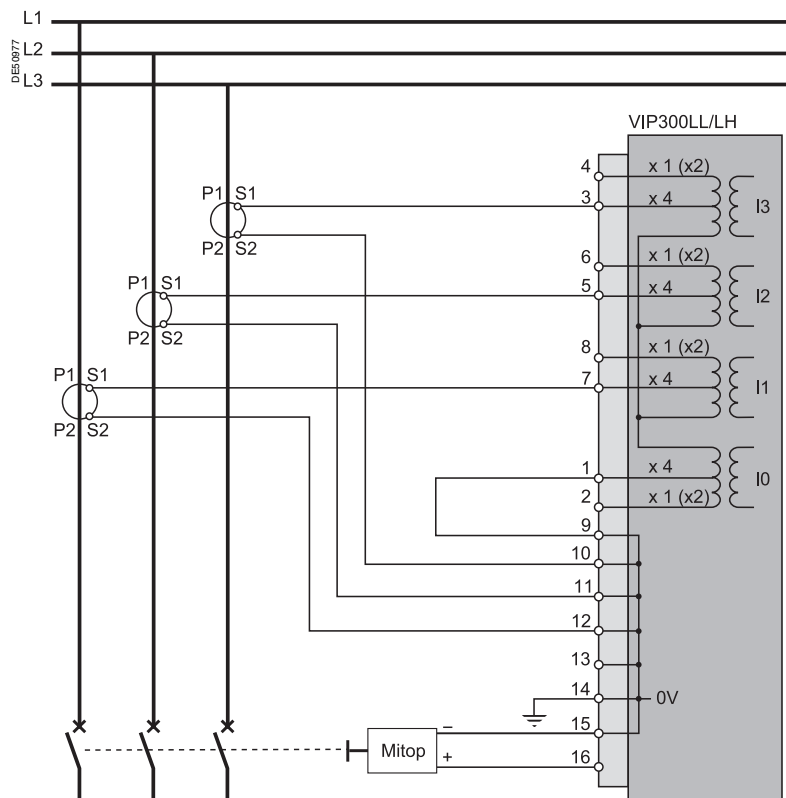 L1
DE50977
L2
L3
VIP300LL/LH
4 x 1 (x2)
P1 S1 3 x 4 I3
P2 S2
6 x 1 (x2)
P1 S1 5 x 4 I2
P2 S2
8 x 1 (x2)
P1 S1 7 x 4 I1
P2 S2
1 x 4 I0
2 x 1 (x2)
9
10
11
12
13
14 0V
– 15
Mitop
+ 16